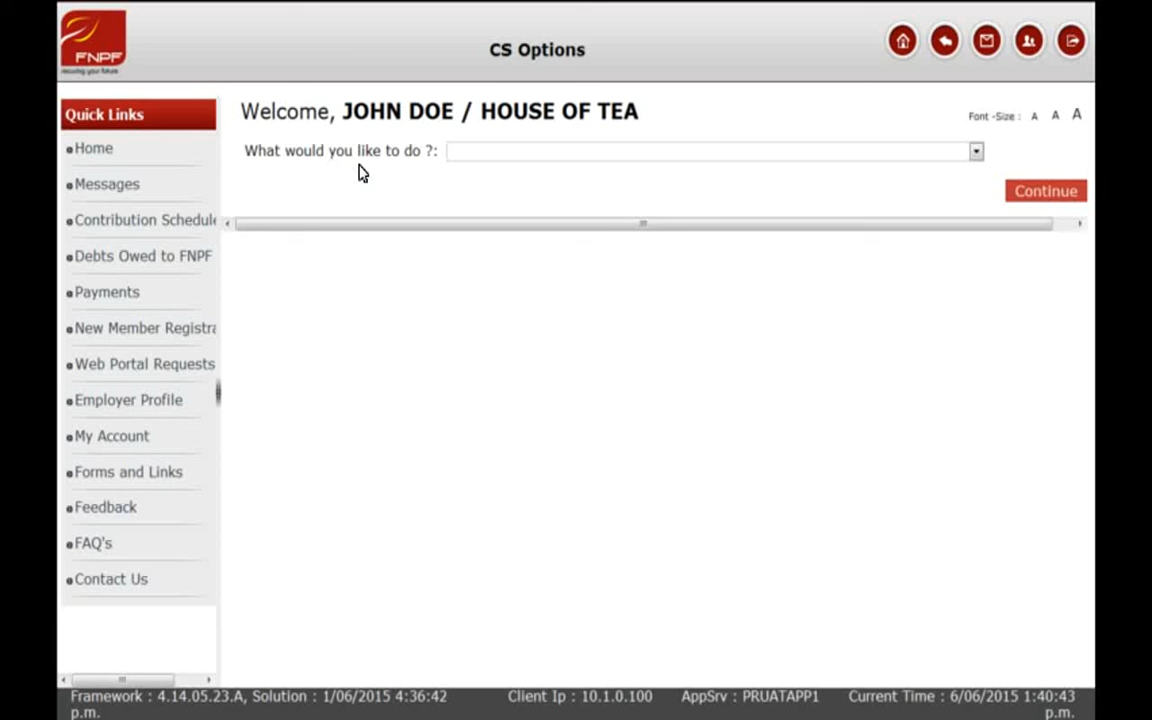 FNPF
securing your future
CS Options
Quick Links
Home
Messages
Contribution Schedule
Debts Owed to FNPF
Payments
New Member Registra
Web Portal Requests
Employer Profile
My Account
Forms and Links
Feedback
FAQ's
Contact Us
Welcome, JOHN DOE / HOUSE OF TEA
Font -Size : A A A
What would you like to do ?:
Continue
Framework : 4.14.05.23.A, Solution : 1/06/2015 4:36:42 p.m.
Client Ip : 10.1.0.100
AppSrv : PRUATAPP1
Current Time : 6/06/2015 1:40:43 p.m.